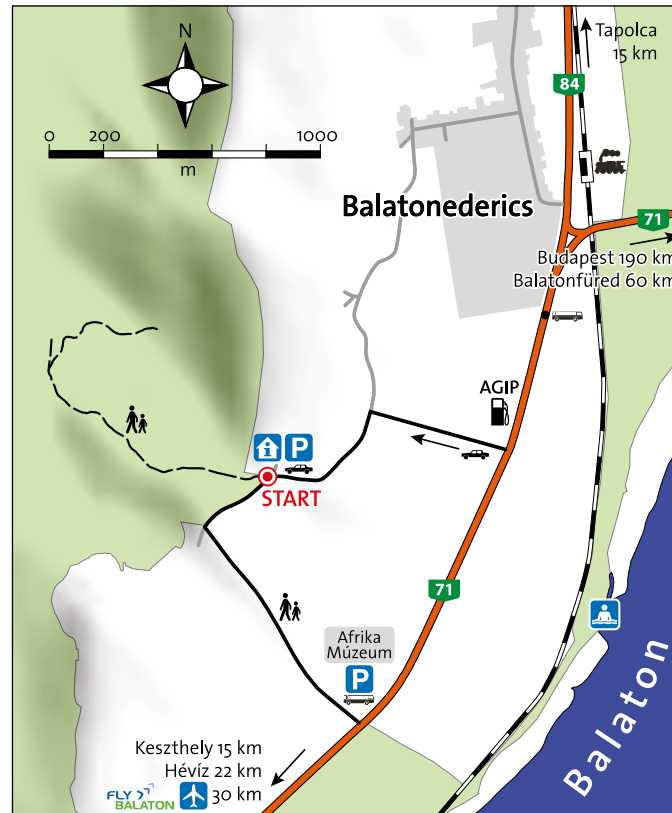 N
0 200 1000
m
84
Tapolca
15 km
Balatonederics
71
Budapest 190 km
Balatonfüred 60 km
AGIP
i P
START
71
Afrika
Múzeum
P
Keszthely 15 km
Hévíz 22 km
FLY
BALATON
30 km
Balaton